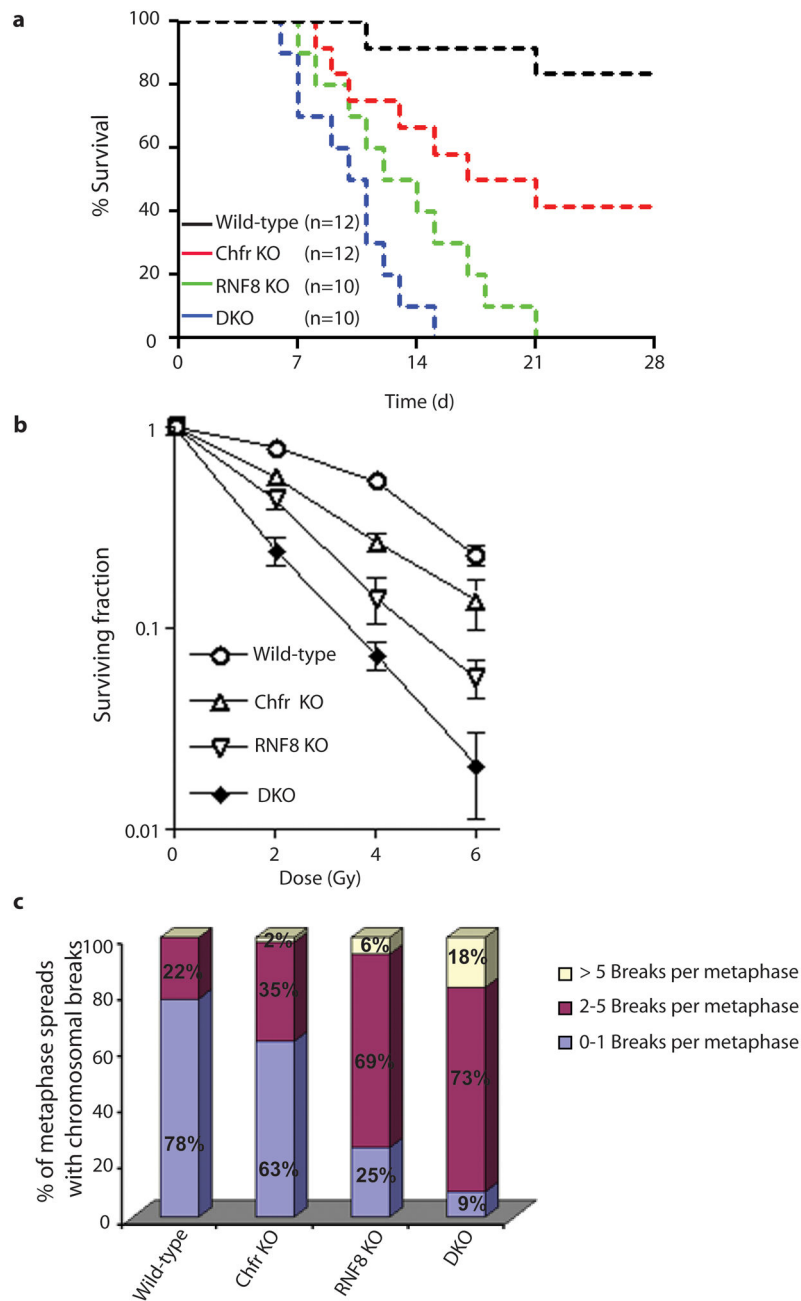 a
100
80
60
40
20
0
% Survival
Wild-type (n=12)
Chfr KO (n=12)
RNF8 KO (n=10)
DKO (n=10)
0 7 14 21 28
Time (d)
b
1
0.1
0.01
Surviving fraction
Wild-type
Chfr KO
RNF8 KO
DKO
0 2 4 6
Dose (Gy)
c
% of metaphase spreads
with chromosomal breaks
100
80
60
40
20
0
22%
78%
2%
35%
63%
6%
69%
25%
18%
73%
9%
Wild-type
Chfr KO
RNF8 KO
DKO
> 5 Breaks per metaphase
2-5 Breaks per metaphase
0-1 Breaks per metaphase